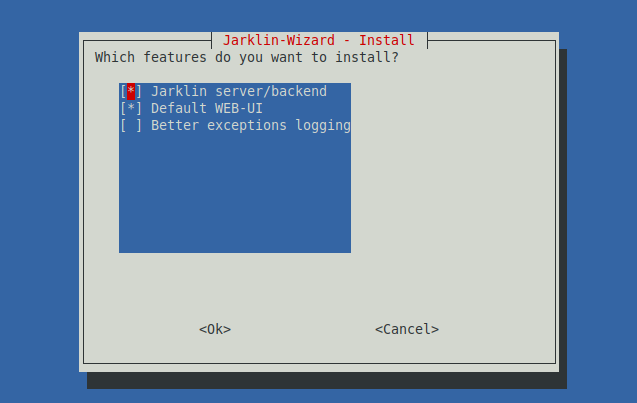 Jarklin-Wizard - Install
Which features do you want to install?
[*] Jarklin server/backend
[*] Default WEB-UI
[ ] Better exceptions logging
<Ok> <Cancel>